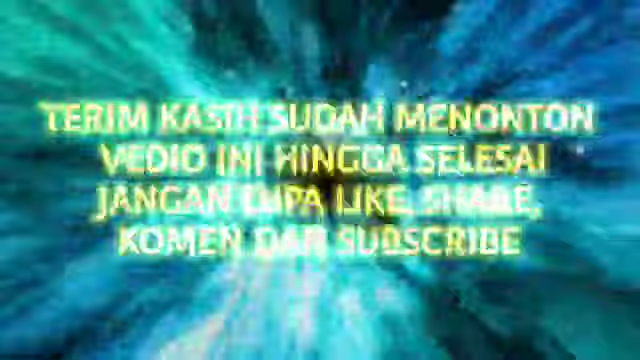 TERIM KASIH SUDAH MENONTON
VEDIO INI HINGGA SELESAI
JANGAN LUPA LIKE, SHARE,
KOMEN DAN SUBSCRIBE